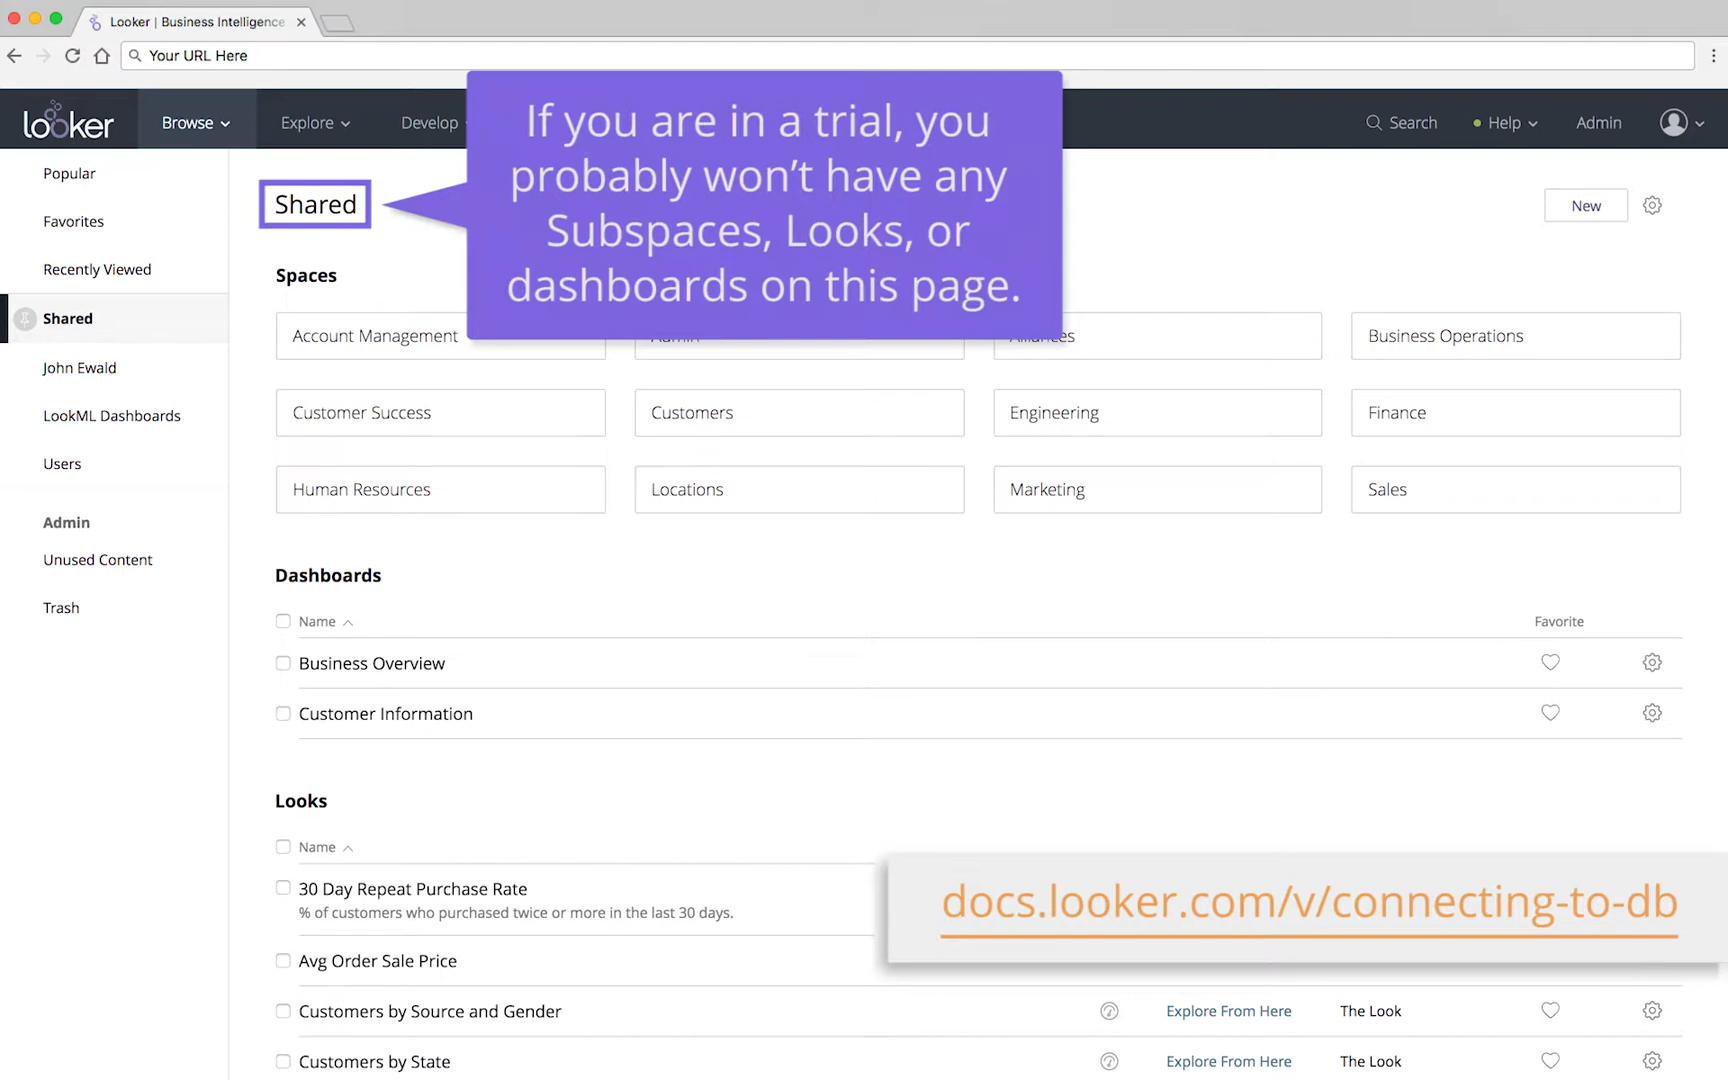 Looker | Business Intelligence
Your URL Here
looker
Browse
Explore
Develop
Search
Help
Admin
If you are in a trial, you
probably won't have any
Subspaces, Looks, or
dashboards on this page.
Popular
Favorites
Recently Viewed
Shared
John Ewald
LookML Dashboards
Users
Admin
Unused Content
Trash
Shared
New
Spaces
Account Management
Admin
Alliances
Business Operations
Customer Success
Customers
Engineering
Finance
Human Resources
Locations
Marketing
Sales
Dashboards
Name
Favorite
Business Overview
Customer Information
Looks
Name
30 Day Repeat Purchase Rate
% of customers who purchased twice or more in the last 30 days.
docs.looker.com/v/connecting-to-db
Avg Order Sale Price
Customers by Source and Gender
Explore From Here
The Look
Customers by State
Explore From Here
The Look